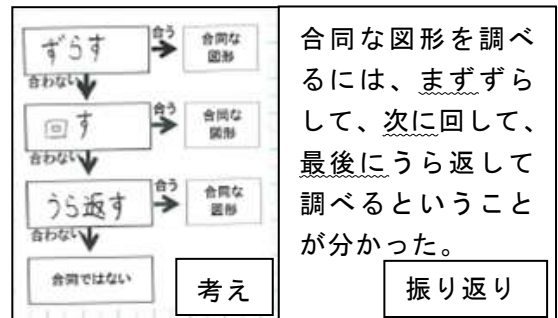 ずらす
合う
合同な
図形
合わない
回す
合う
合同な
図形
合わない
うら返す
合う
合同な
図形
合わない
合同ではない
考え
合同な図形を調べ
るには、まずずら
して、次に回して、
最後にうら返して
調べるということ
が分かった。
振り返り